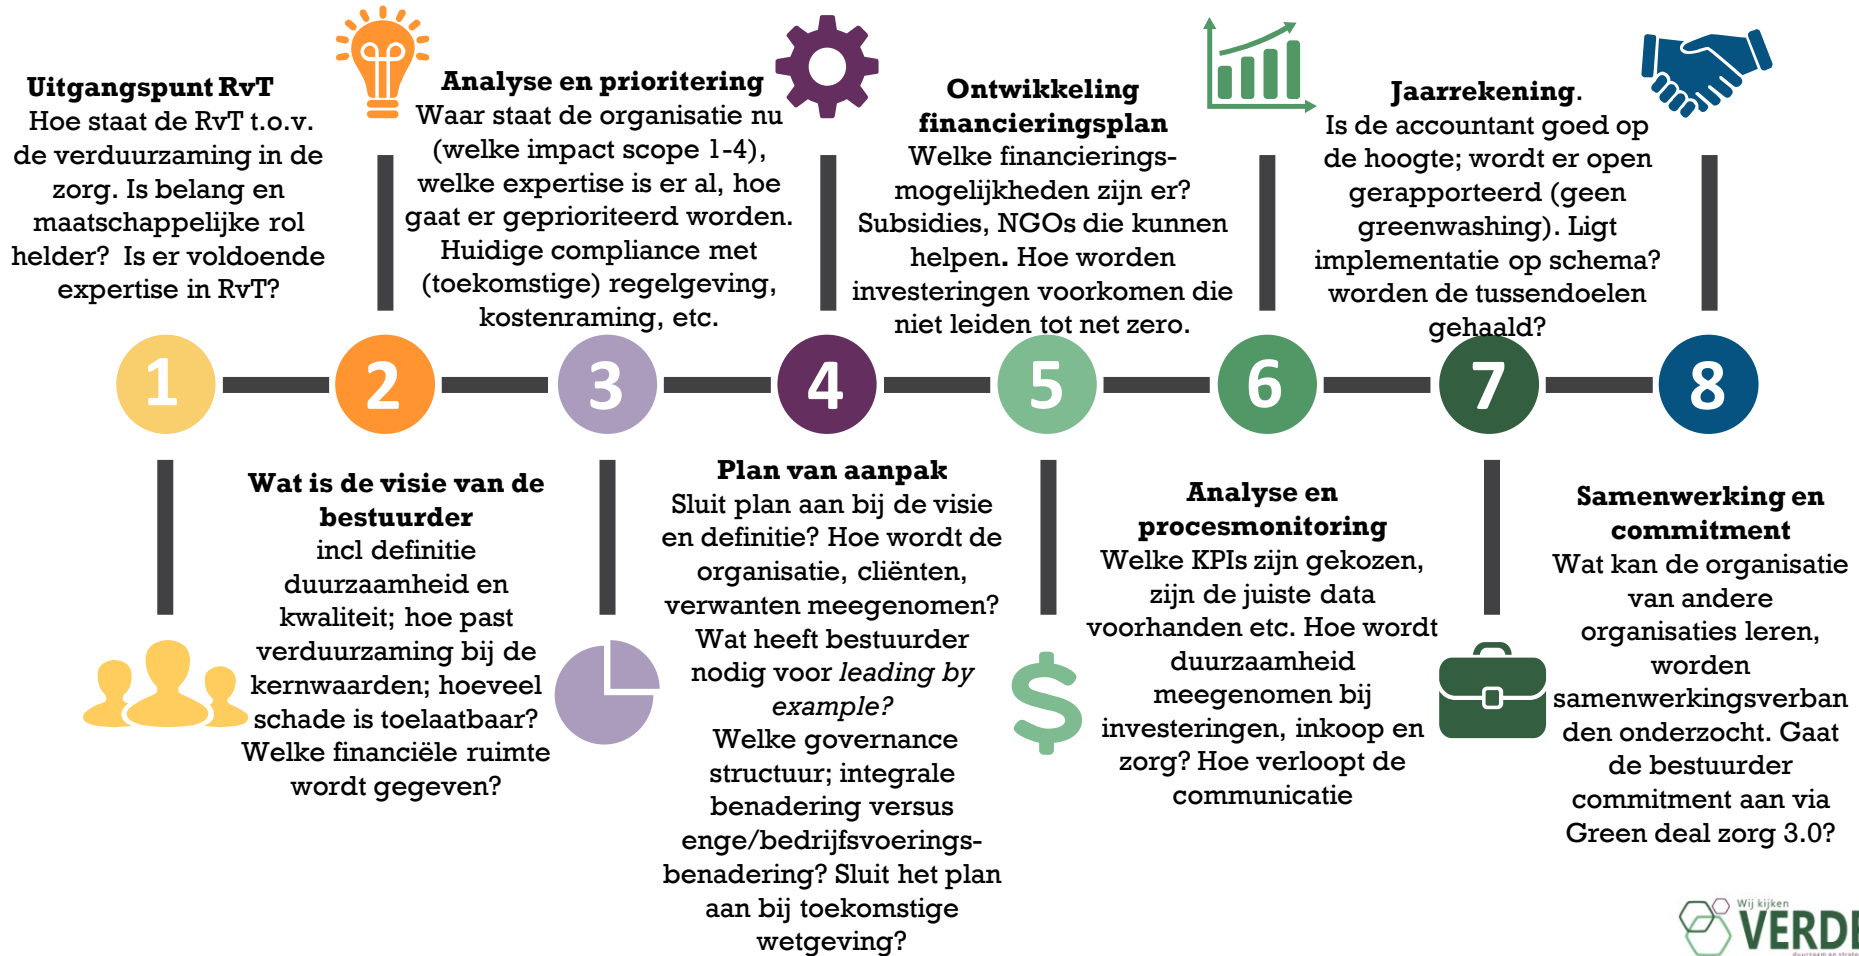 Uitgangspunt RvT
Hoe staat de RvT t.o.v.
de verduurzaming in de
zorg. Is belang en
maatschappelijke rol
helder? Is er voldoende
expertise in RvT?
Analyse en prioritering
Waar staat de organisatie nu
(welke impact scope 1-4),
welke expertise is er al, hoe
gaat er geprioriteerd worden.
Huidige compliance met
(toekomstige) regelgeving,
kostenraming, etc.
Ontwikkeling
financieringsplan
Welke financierings-
mogelijkheden zijn er?
Subsidies, NGOs die kunnen
helpen. Hoe worden
investeringen voorkomen die
niet leiden tot net zero.
Jaarrekening.
Is de accountant goed op
de hoogte; wordt er open
gerapporteerd (geen
greenwashing). Ligt
implementatie op schema?
worden de tussendoelen
gehaald?
1
2
3
4
5
6
7
8
Wat is de visie van de
bestuurder
incl definitie
duurzaamheid en
kwaliteit; hoe past
verduurzaming bij de
kernwaarden; hoeveel
schade is toelaatbaar?
Welke financiële ruimte
wordt gegeven?
Plan van aanpak
Sluit plan aan bij de visie
en definitie? Hoe wordt de
organisatie, cliënten,
verwanten meegenomen?
Wat heeft bestuurder
nodig voor leading by
example?
Welke governance
structuur; integrale
benadering versus
enge/bedrijfsvoerings-
benadering? Sluit het plan
aan bij toekomstige
wetgeving?
$
Analyse en
procesmonitoring
Welke KPIs zijn gekozen,
zijn de juiste data
voorhanden etc. Hoe wordt
duurzaamheid
meegenomen bij
investeringen, inkoop en
zorg? Hoe verloopt de
communicatie
Samenwerking en
commitment
Wat kan de organisatie
van andere
organisaties leren,
worden
samenwerkingsverban
den onderzocht. Gaat
de bestuurder
commitment aan via
Green deal zorg 3.0?
Wij kijken
VERDE
duurzaam en strate